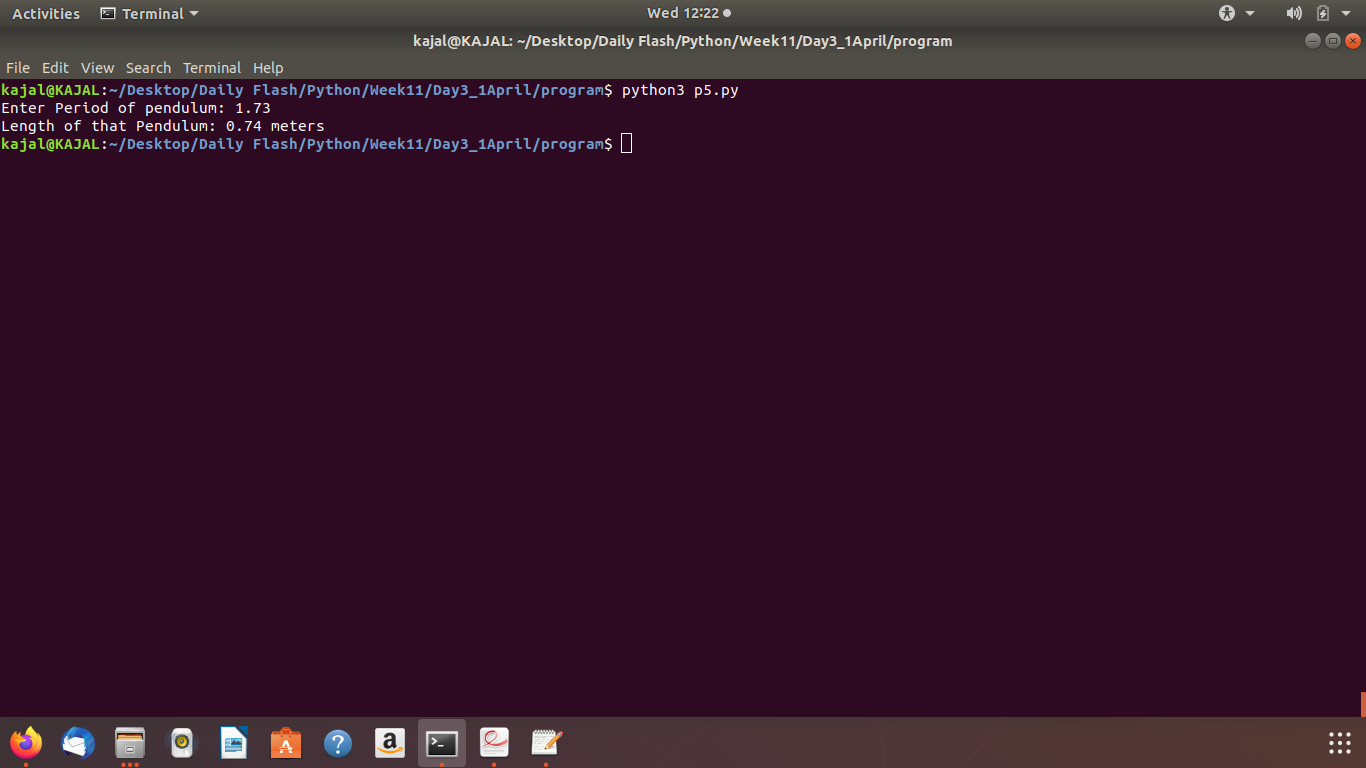 Activities Terminal Wed 12:22
kajal@KAJAL: ~/Desktop/Daily Flash/Python/Week11/Day3_1April/program
File Edit View Search Terminal Help
kajal@KAJAL:~/Desktop/Daily Flash/Python/Week11/Day3_1April/program$ python3 p5.py
Enter Period of pendulum: 1.73
Length of that Pendulum: 0.74 meters
kajal@KAJAL:~/Desktop/Daily Flash/Python/Week11/Day3_1April/program$